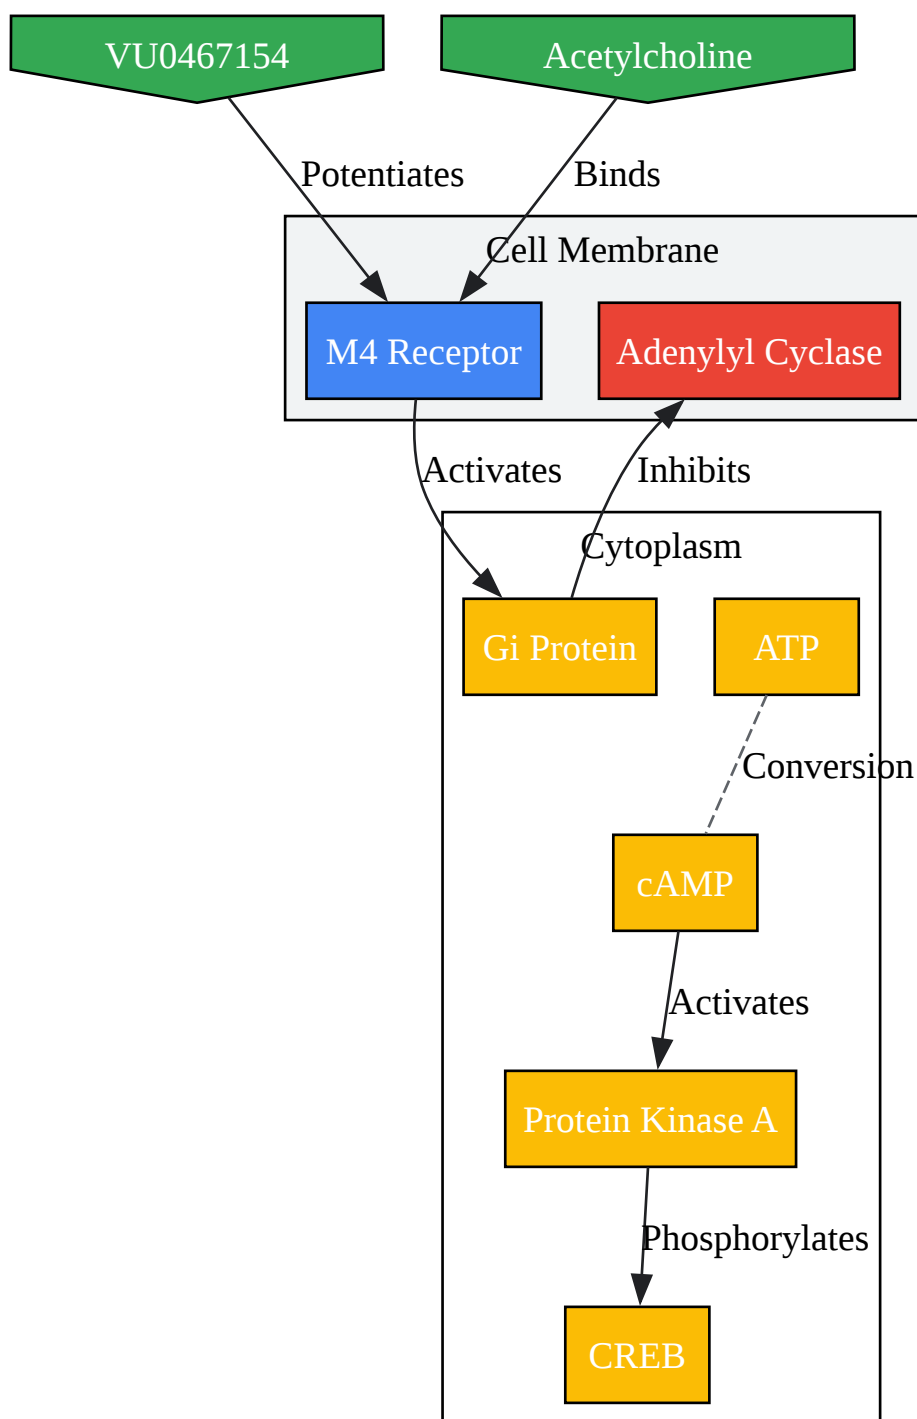 VU0467154
Acetylcholine
Potentiates
Binds
Cell Membrane
M4 Receptor
Adenylyl Cyclase
Activates
Inhibits
Cytoplasm
Gi Protein
ATP
Conversion
cAMP
Activates
Protein Kinase A
Phosphorylates
CREB